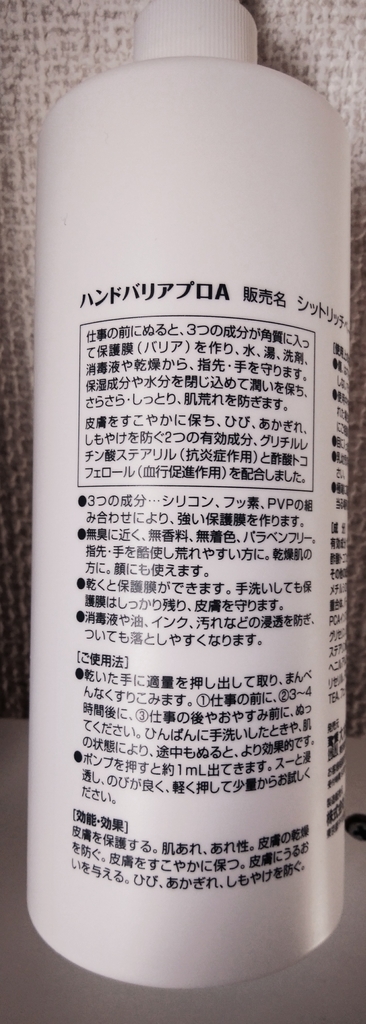 ハンドバリアプロA 販売名 シットリッチ
仕事の前にぬると、3つの成分が角質に入っ
て保護膜(バリア)を作り、水、湯、洗剤、
消毒液や乾燥から、指先・手を守ります。
保湿成分や水分を閉じ込めて潤いを保ち、
さらさら・しっとり、肌荒れを防ぎます。
皮膚をすこやかに保ち、ひび、あかぎれ、
しもやけを防ぐ2つの有効成分、グリチルレ
チン酸ステアリル(抗炎症作用)と酢酸トコ
フェロール(血行促進作用)を配合しました。
●3つの成分…シリコン、フッ素、PVPの組
み合わせにより、強い保護膜を作ります。
●無臭に近く、無香料、無着色、パラベンフリー。
指先・手を酷使し荒れやすい方に。乾燥肌の
方に。顔にも使えます。
●乾くと保護膜ができます。手洗いしても保
護膜はしっかり残り、皮膚を守ります。
●消毒液や油、インク、汚れなどの浸透を防ぎ、
ついても落としやすくなります。
[ご使用法]
●乾いた手に適量を押し出して取り、まんべ
んなくすりこみます。①仕事の前に、②3〜4
時間後に、③仕事の後やおやすみ前に、ぬっ
てください。ひんぱんに手洗いしたときや、肌
の状態により、途中もぬると、より効果的です。
●ポンプを押すと約1mL出てきます。スーと浸
透し、のびが良く、軽く押して少量からお試しく
ださい。
[効能・効果]
皮膚を保護する。肌あれ、あれ性。皮膚の乾燥
を防ぐ。皮膚をすこやかに保つ。皮膚にうるお
いを与える。ひび、あかぎれ、しもやけを防ぐ。